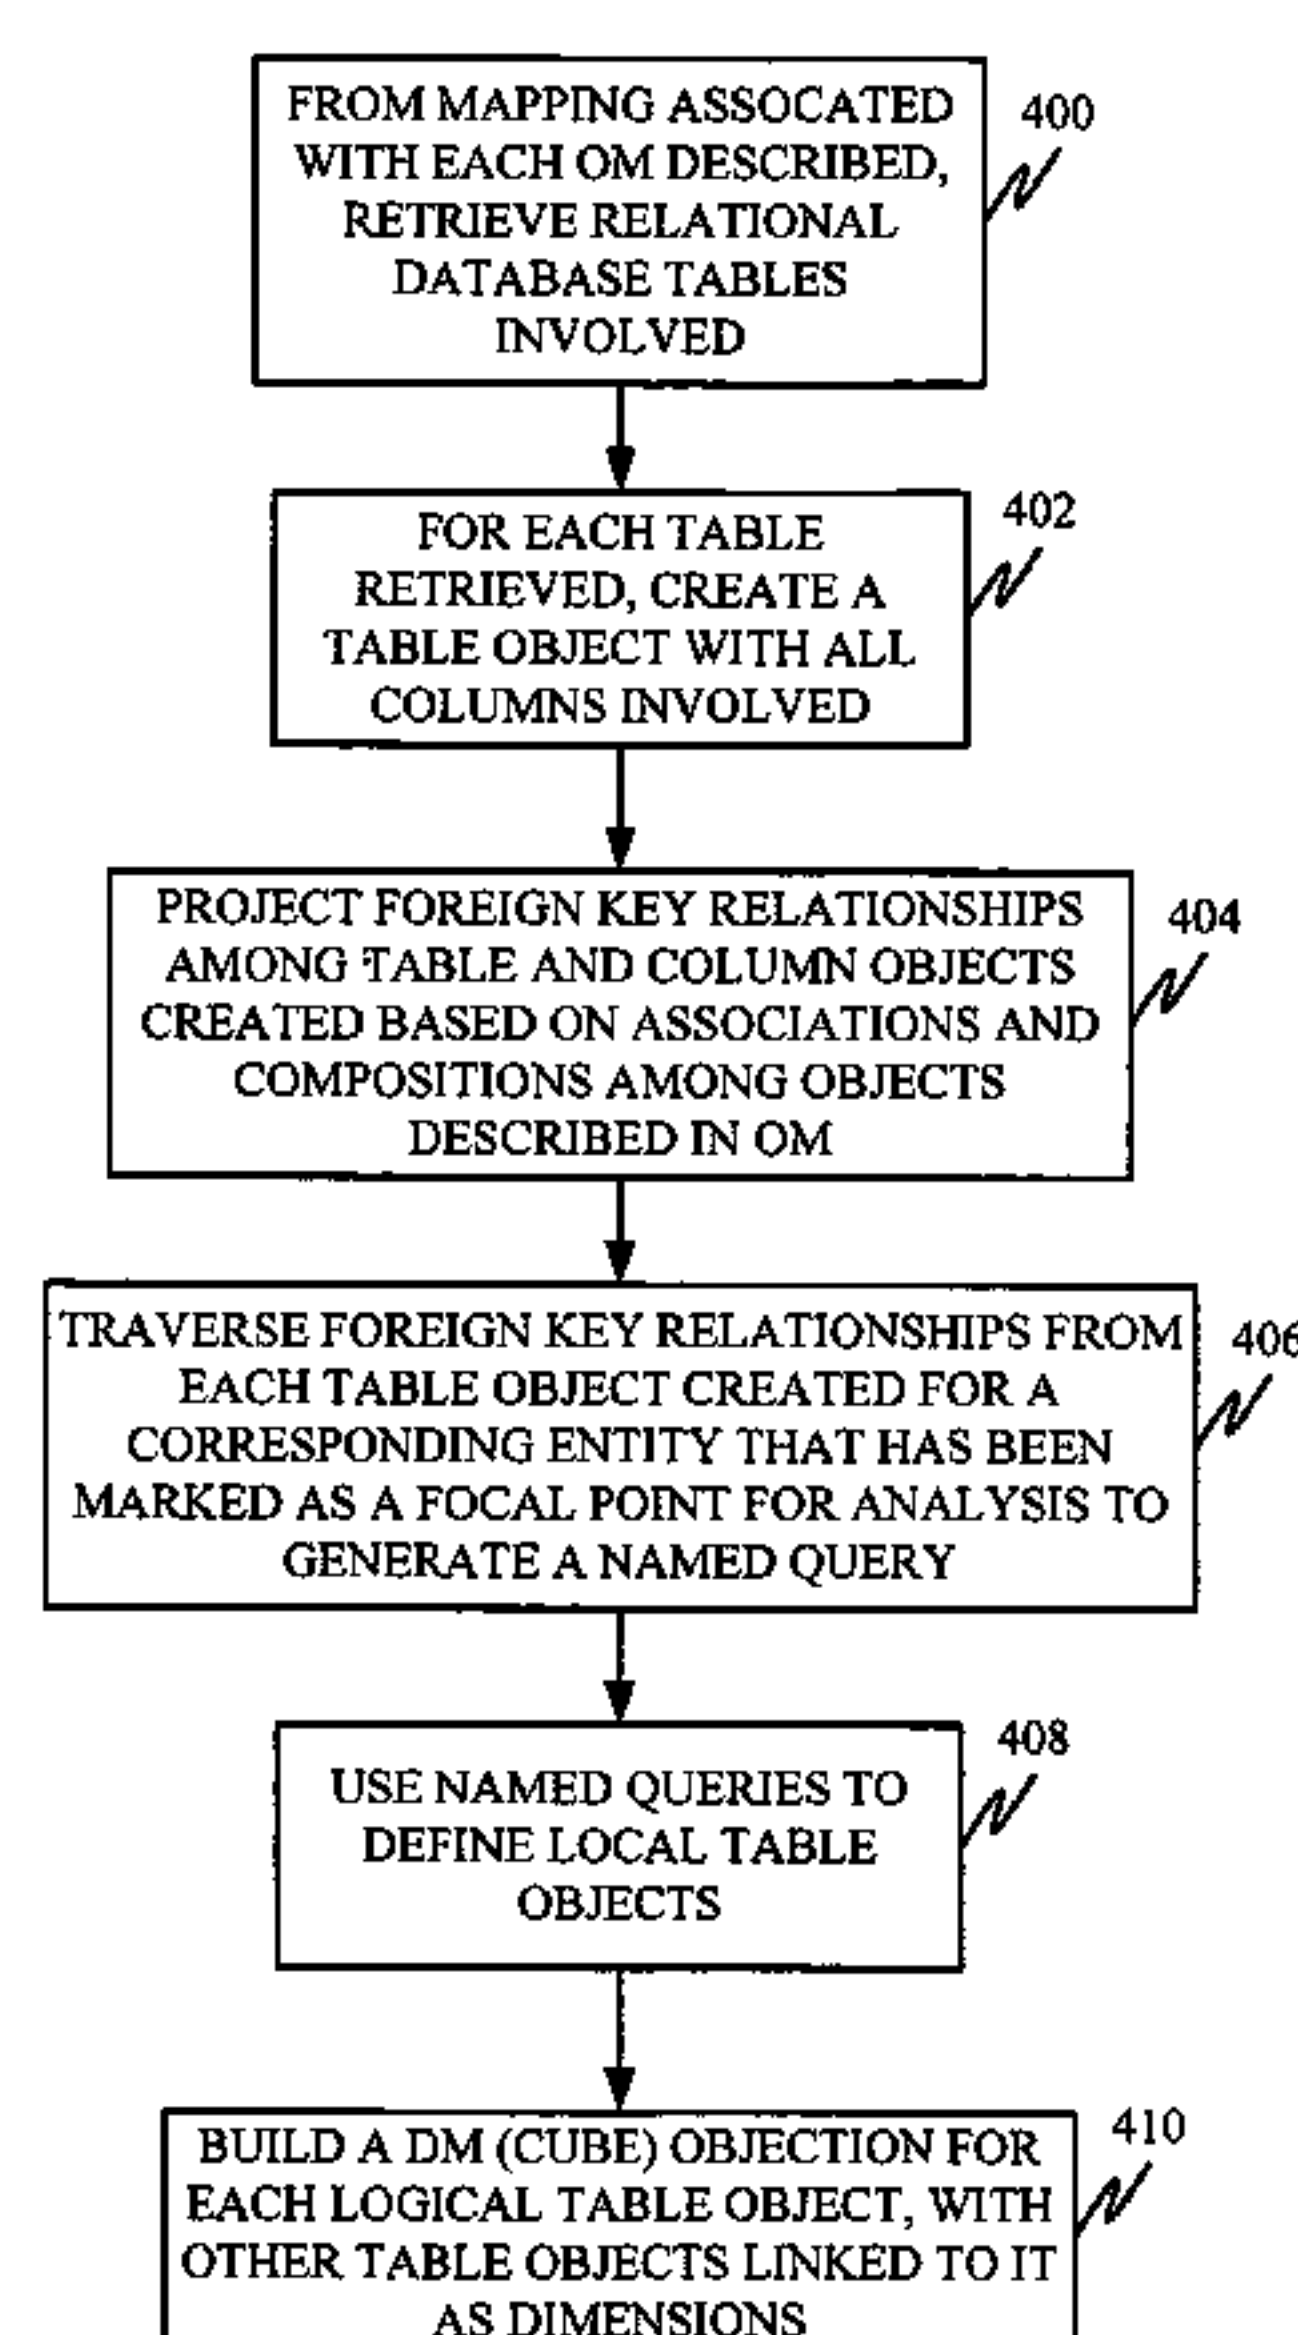 FROM MAPPING ASSOCATED
WITH EACH OM DESCRIBED,
RETRIEVE RELATIONAL
DATABASE TABLES
INVOLVED
400
FOR EACH TABLE
RETRIEVED, CREATE A
TABLE OBJECT WITH ALL
COLUMNS INVOLVED
402
PROJECT FOREIGN KEY RELATIONSHIPS
AMONG TABLE AND COLUMN OBJECTS
CREATED BASED ON ASSOCIATIONS AND
COMPOSITIONS AMONG OBJECTS
DESCRIBED IN OM
404
TRAVERSE FOREIGN KEY RELATIONSHIPS FROM
EACH TABLE OBJECT CREATED FOR A
CORRESPONDING ENTITY THAT HAS BEEN
MARKED AS A FOCAL POINT FOR ANALYSIS TO
GENERATE A NAMED QUERY
406
USE NAMED QUERIES TO
DEFINE LOCAL TABLE
OBJECTS
408
BUILD A DM (CUBE) OBJECTION FOR
EACH LOGICAL TABLE OBJECT, WITH
OTHER TABLE OBJECTS LINKED TO IT
AS DIMENSIONS
410